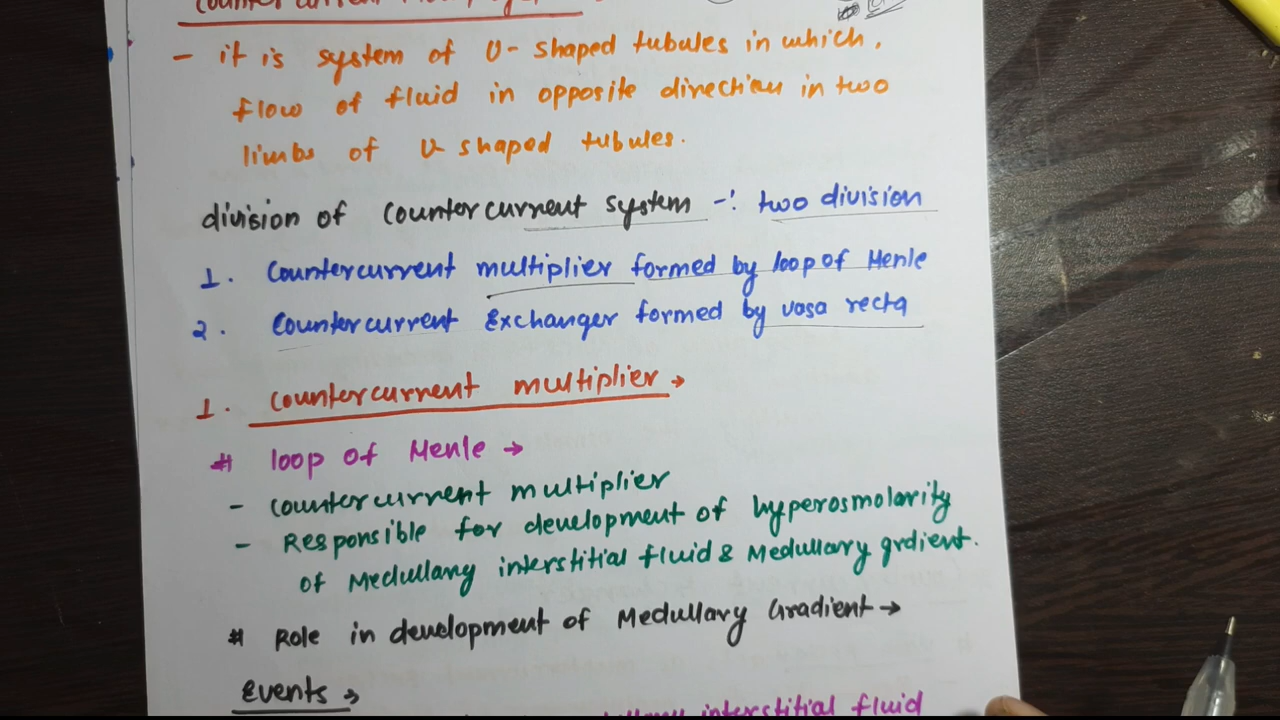 - it is system of U- shaped tubules in which,
flow of fluid in opposite direction in two
limbs of U shaped tubules.
division of countercurrent system -: two division
1. Countercurrent multiplier formed by loop of Henle
2. Countercurrent Exchanger formed by vasa recta
1. countercurrent multiplier →
# loop of Henle →
- countercurrent multiplier
- Responsible for development of hyperosmolarity
of Medullary interstitial fluid & Medullary grdient.
# Role in development of Medullary Gradient →
Events →
interstitial fluid